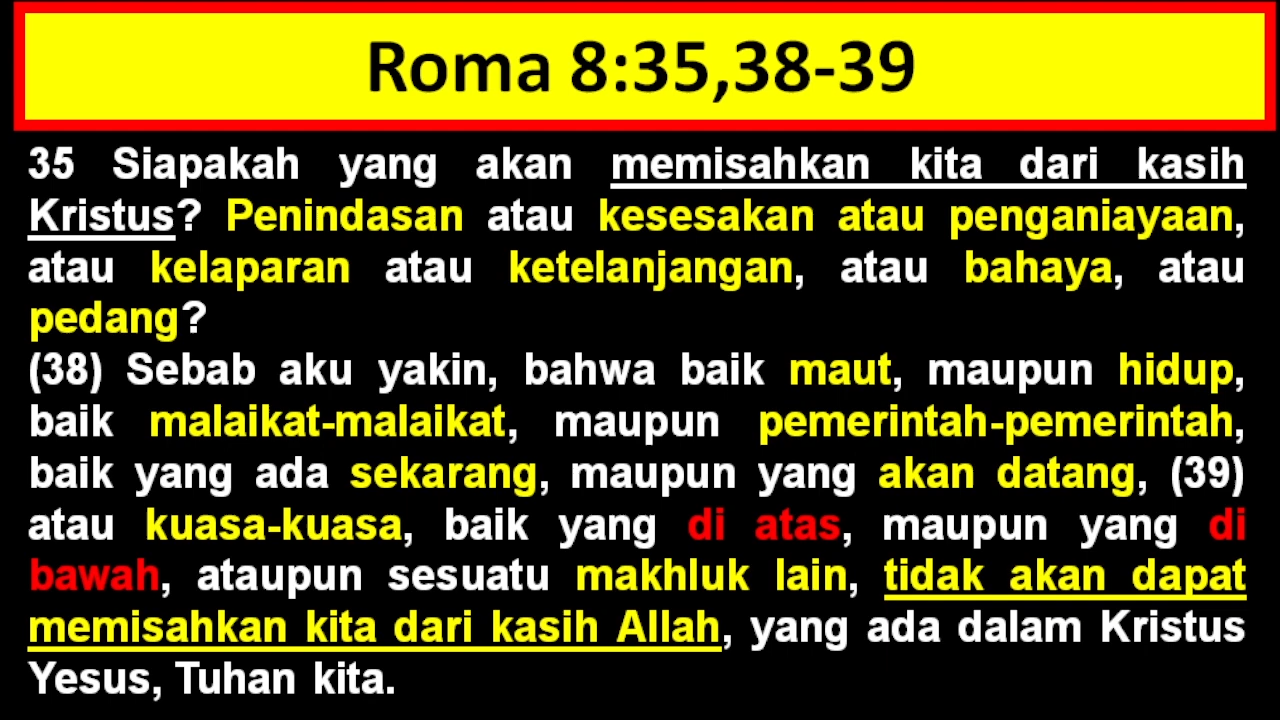 Roma 8:35,38-39
35 Siapakah yang akan memisahkan kita dari kasih
Kristus? Penindasan atau kesesakan atau penganiayaan,
atau kelaparan atau ketelanjangan, atau bahaya, atau
pedang?
(38) Sebab aku yakin, bahwa baik maut, maupun hidup,
baik malaikat-malaikat, maupun pemerintah-pemerintah,
baik yang ada sekarang, maupun yang akan datang, (39)
atau kuasa-kuasa, baik yang di atas, maupun yang di
bawah, ataupun sesuatu makhluk lain, tidak akan dapat
memisahkan kita dari kasih Allah, yang ada dalam Kristus
Yesus, Tuhan kita.